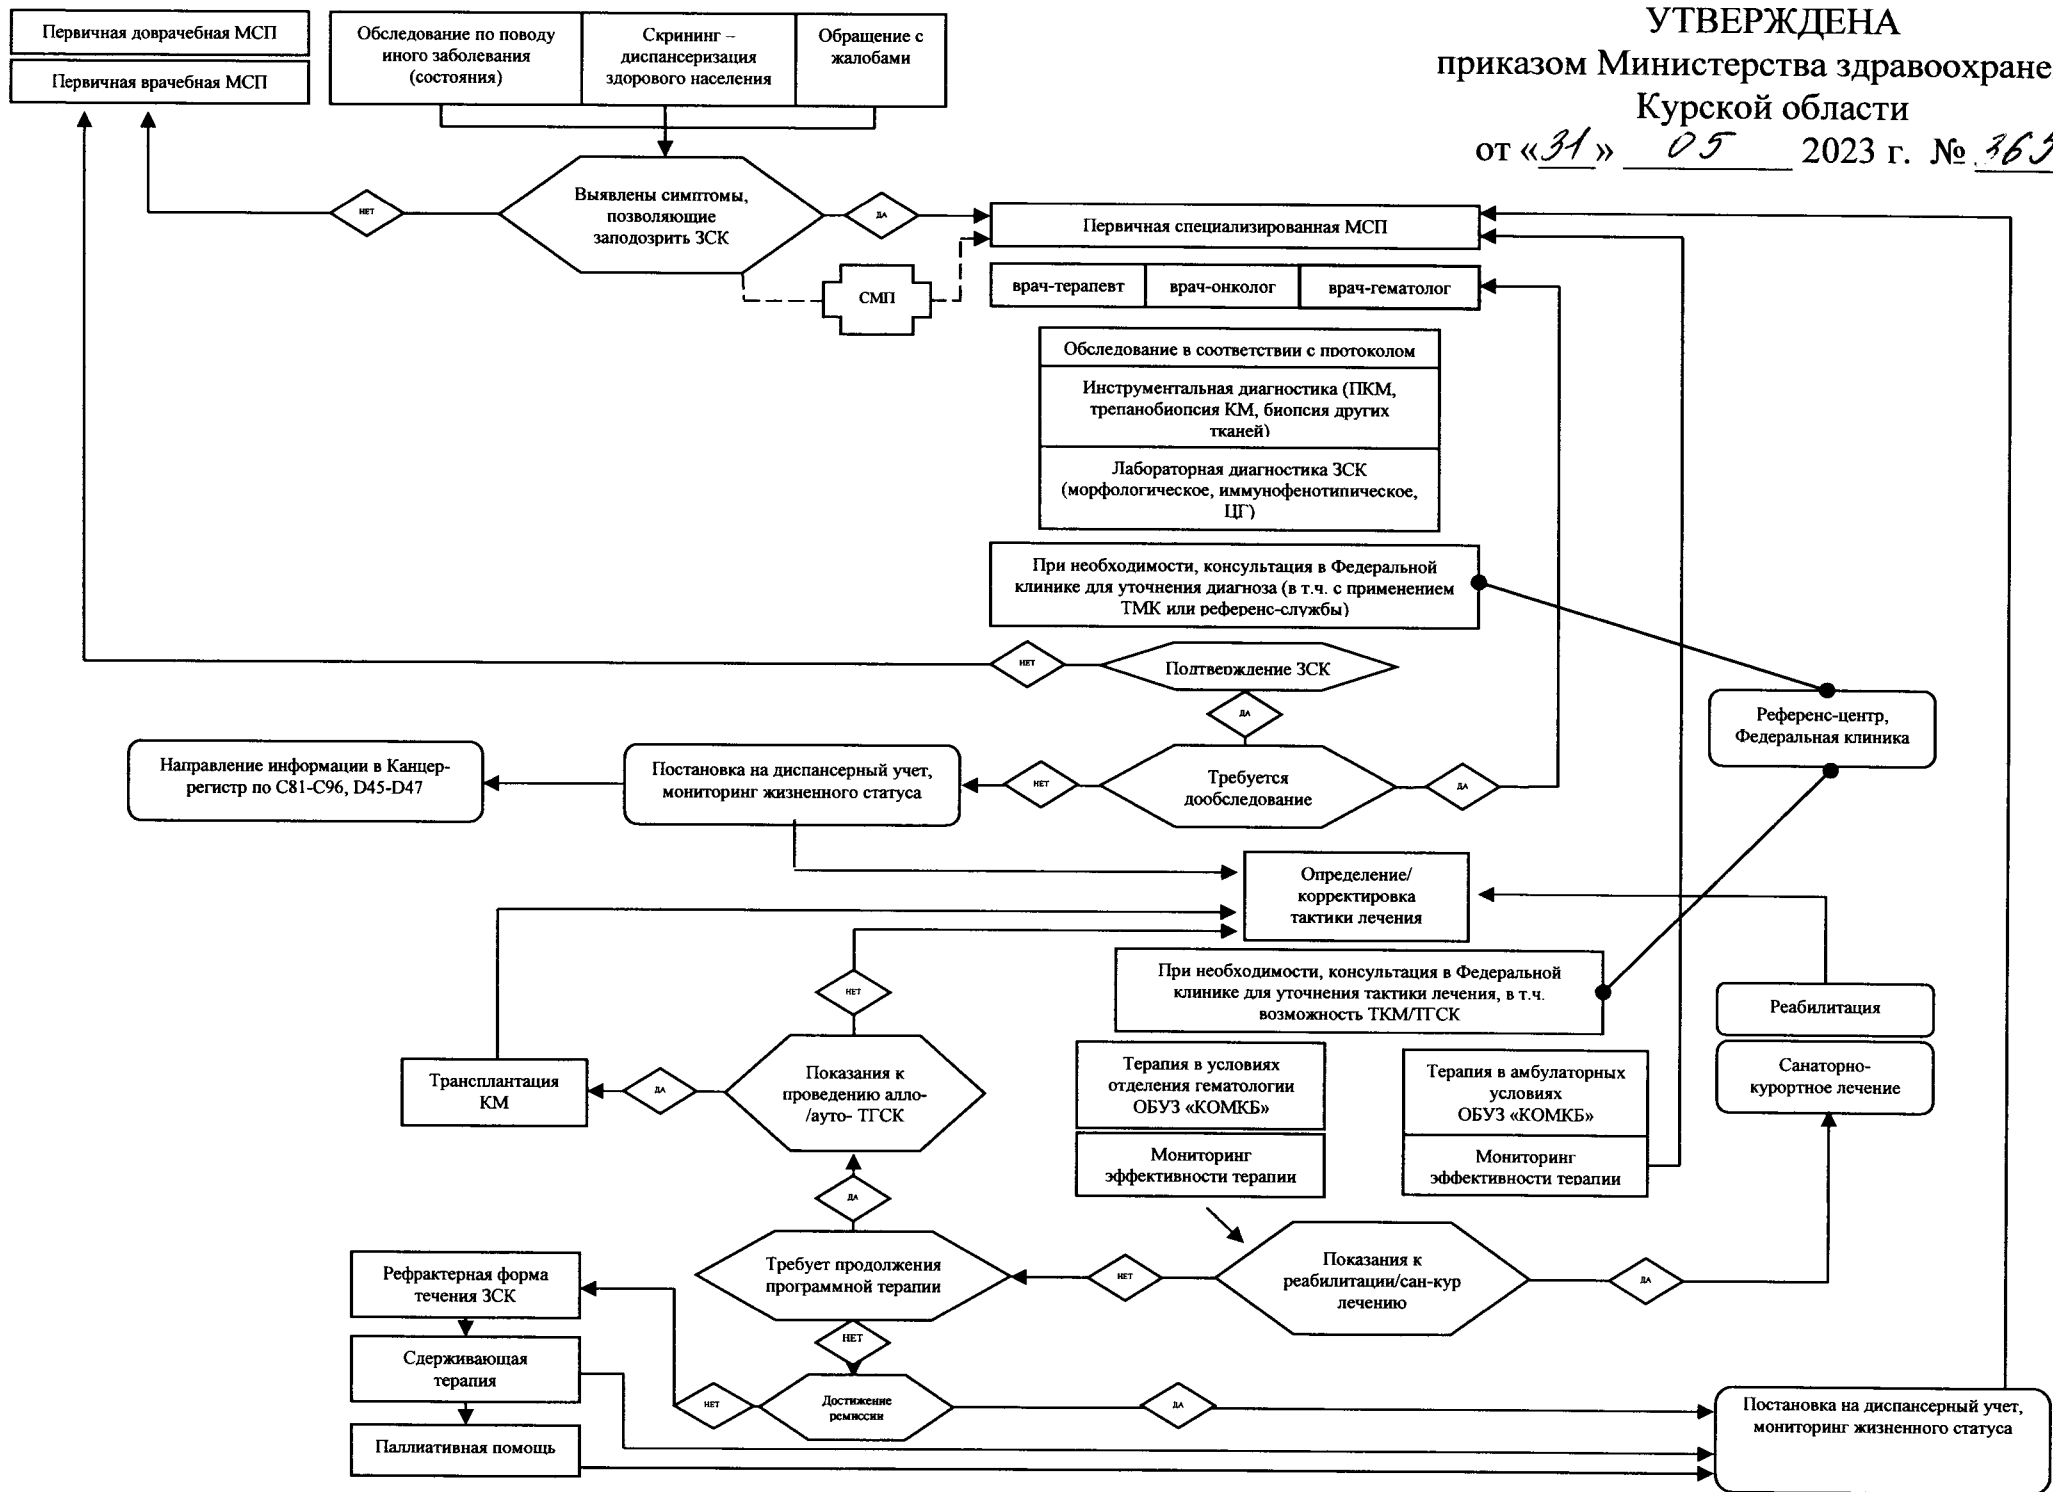 УТВЕРЖДЕНА
приказом Министерства здравоохране
Курской области
от «31» 05 2023 г. №
Первичная доврачебная МСП
Первичная врачебная МСП
Обследование по поводу
иного заболевания
(состояния)
Скрининг –
диспансеризация
здорового населения
Обращение с
жалобами
Выявлены симптомы,
позволяющие
заподозрить ЗСК
НЕТ
ДА
СМП
Первичная специализированная МСП
врач-терапевт
врач-онколог
врач-гематолог
Обследование в соответствии с протоколом
Инструментальная диагностика (ПКМ,
трепанобиопсия КМ, биопсия других
тканей)
Лабораторная диагностика ЗСК
(морфологическое, иммунофенотипическое,
ЦГ)
При необходимости, консультация в Федеральной
клинике для уточнения диагноза (в т.ч. с применением
ТМК или референс-службы)
НЕТ
Подтверждение ЗСК
ДА
Референс-центр,
Федеральная клиника
Направление информации в Канцер-
регистр по С81-С96, D45-D47
Постановка на диспансерный учет,
мониторинг жизненного статуса
НЕТ
Требуется
дообследование
ДА
Определение/
корректировка
тактики лечения
При необходимости, консультация в Федеральной
клинике для уточнения тактики лечения, в т.ч.
возможность ТКМ/ТГСК
НЕТ
Реабилитация
Санаторно-
курортное лечение
Трансплантация
КМ
ДА
Показания к
проведению алло-
/ауто- ТГСК
Терапия в условиях
отделения гематологии
ОБУЗ «КОМКБ»
Мониторинг
эффективности терапии
Терапия в амбулаторных
условиях
ОБУЗ «КОМКБ»
Мониторинг
эффективности терапии
ДА
Требует продолжения
программной терапии
НЕТ
Показания к
реабилитации/сан-кур
лечению
ДА
Рефрактерная форма
течения ЗСК
НЕТ
Сдерживающая
терапия
НЕТ
Достижение
ремиссии
ДА
Паллиативная помощь
Постановка на диспансерный учет,
мониторинг жизненного статуса